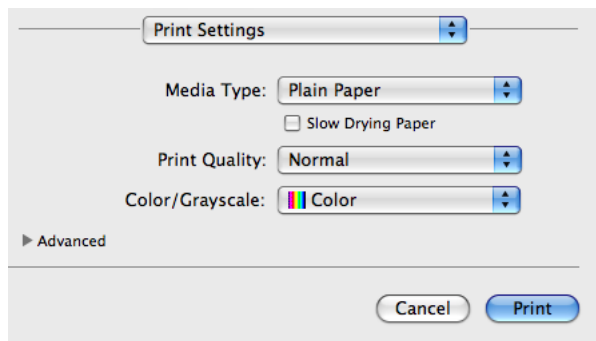 Print Settings
Media Type: Plain Paper
Slow Drying Paper
Print Quality: Normal
Color/Grayscale: Color
Advanced
Cancel Print